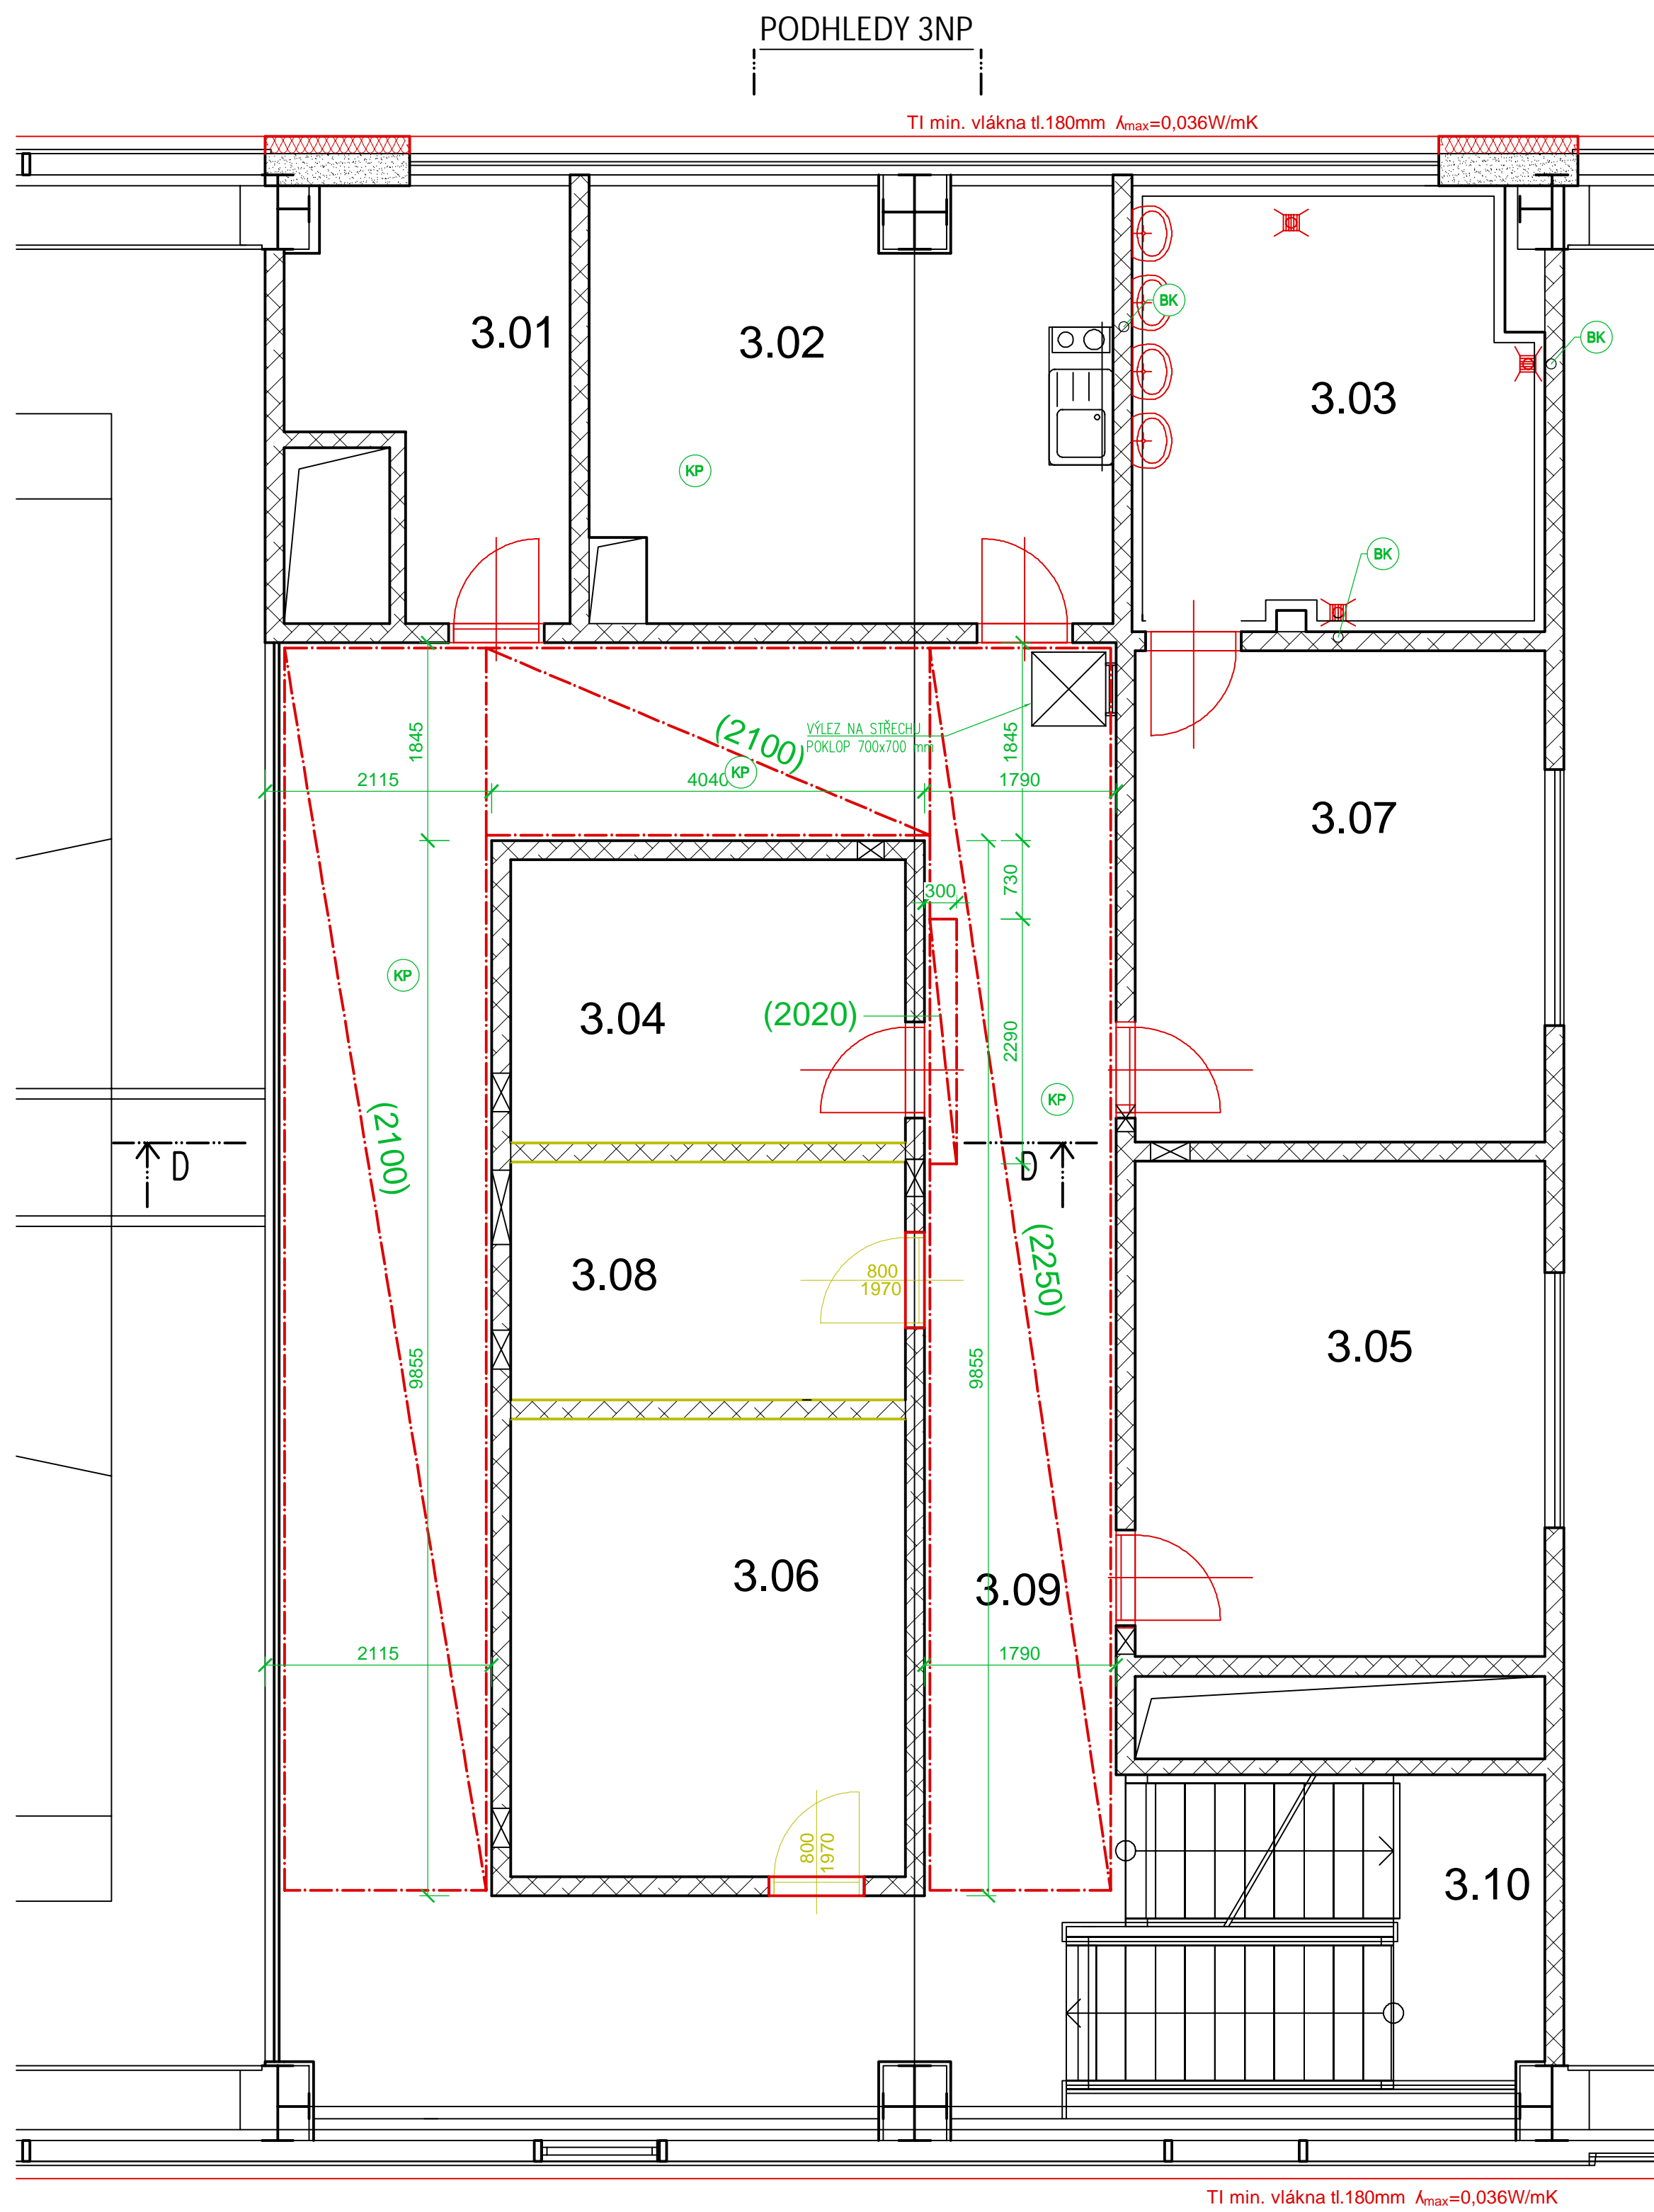 PODHLEDY 3NP
TI min. vlákna tl.180mm λmax=0,036W/mK
3.01
3.02
3.03
BK
BK
KP
BK
1845
(2100)
VÝLEZ NA STŘECHU
POKLOP 700x700 mm
1845
2115
4040
KP
1790
3.07
730
300
KP
3.04
(2020)
2290
KP
(2100)
D
D
(2250)
3.08
800
1970
9855
9855
3.05
3.06
3.09
2115
1790
800
1970
3.10
TI min. vlákna tl.180mm λmax=0,036W/mK